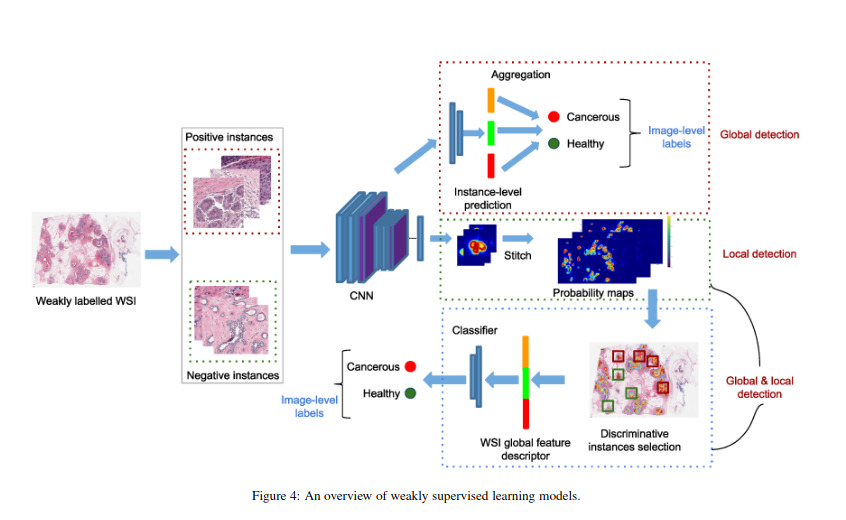 Weakly labelled WSI
Positive instances
Negative instances
CNN
Aggregation
Cancerous
Healthy
Instance-level
prediction
Image-level
labels
Global detection
Stitch
Probability maps
Local detection
Classifier
Cancerous
Healthy
Image-level
labels
WSI global feature
descriptor
Discriminative
instances selection
Global & local
detection
Figure 4: An overview of weakly supervised learning models.